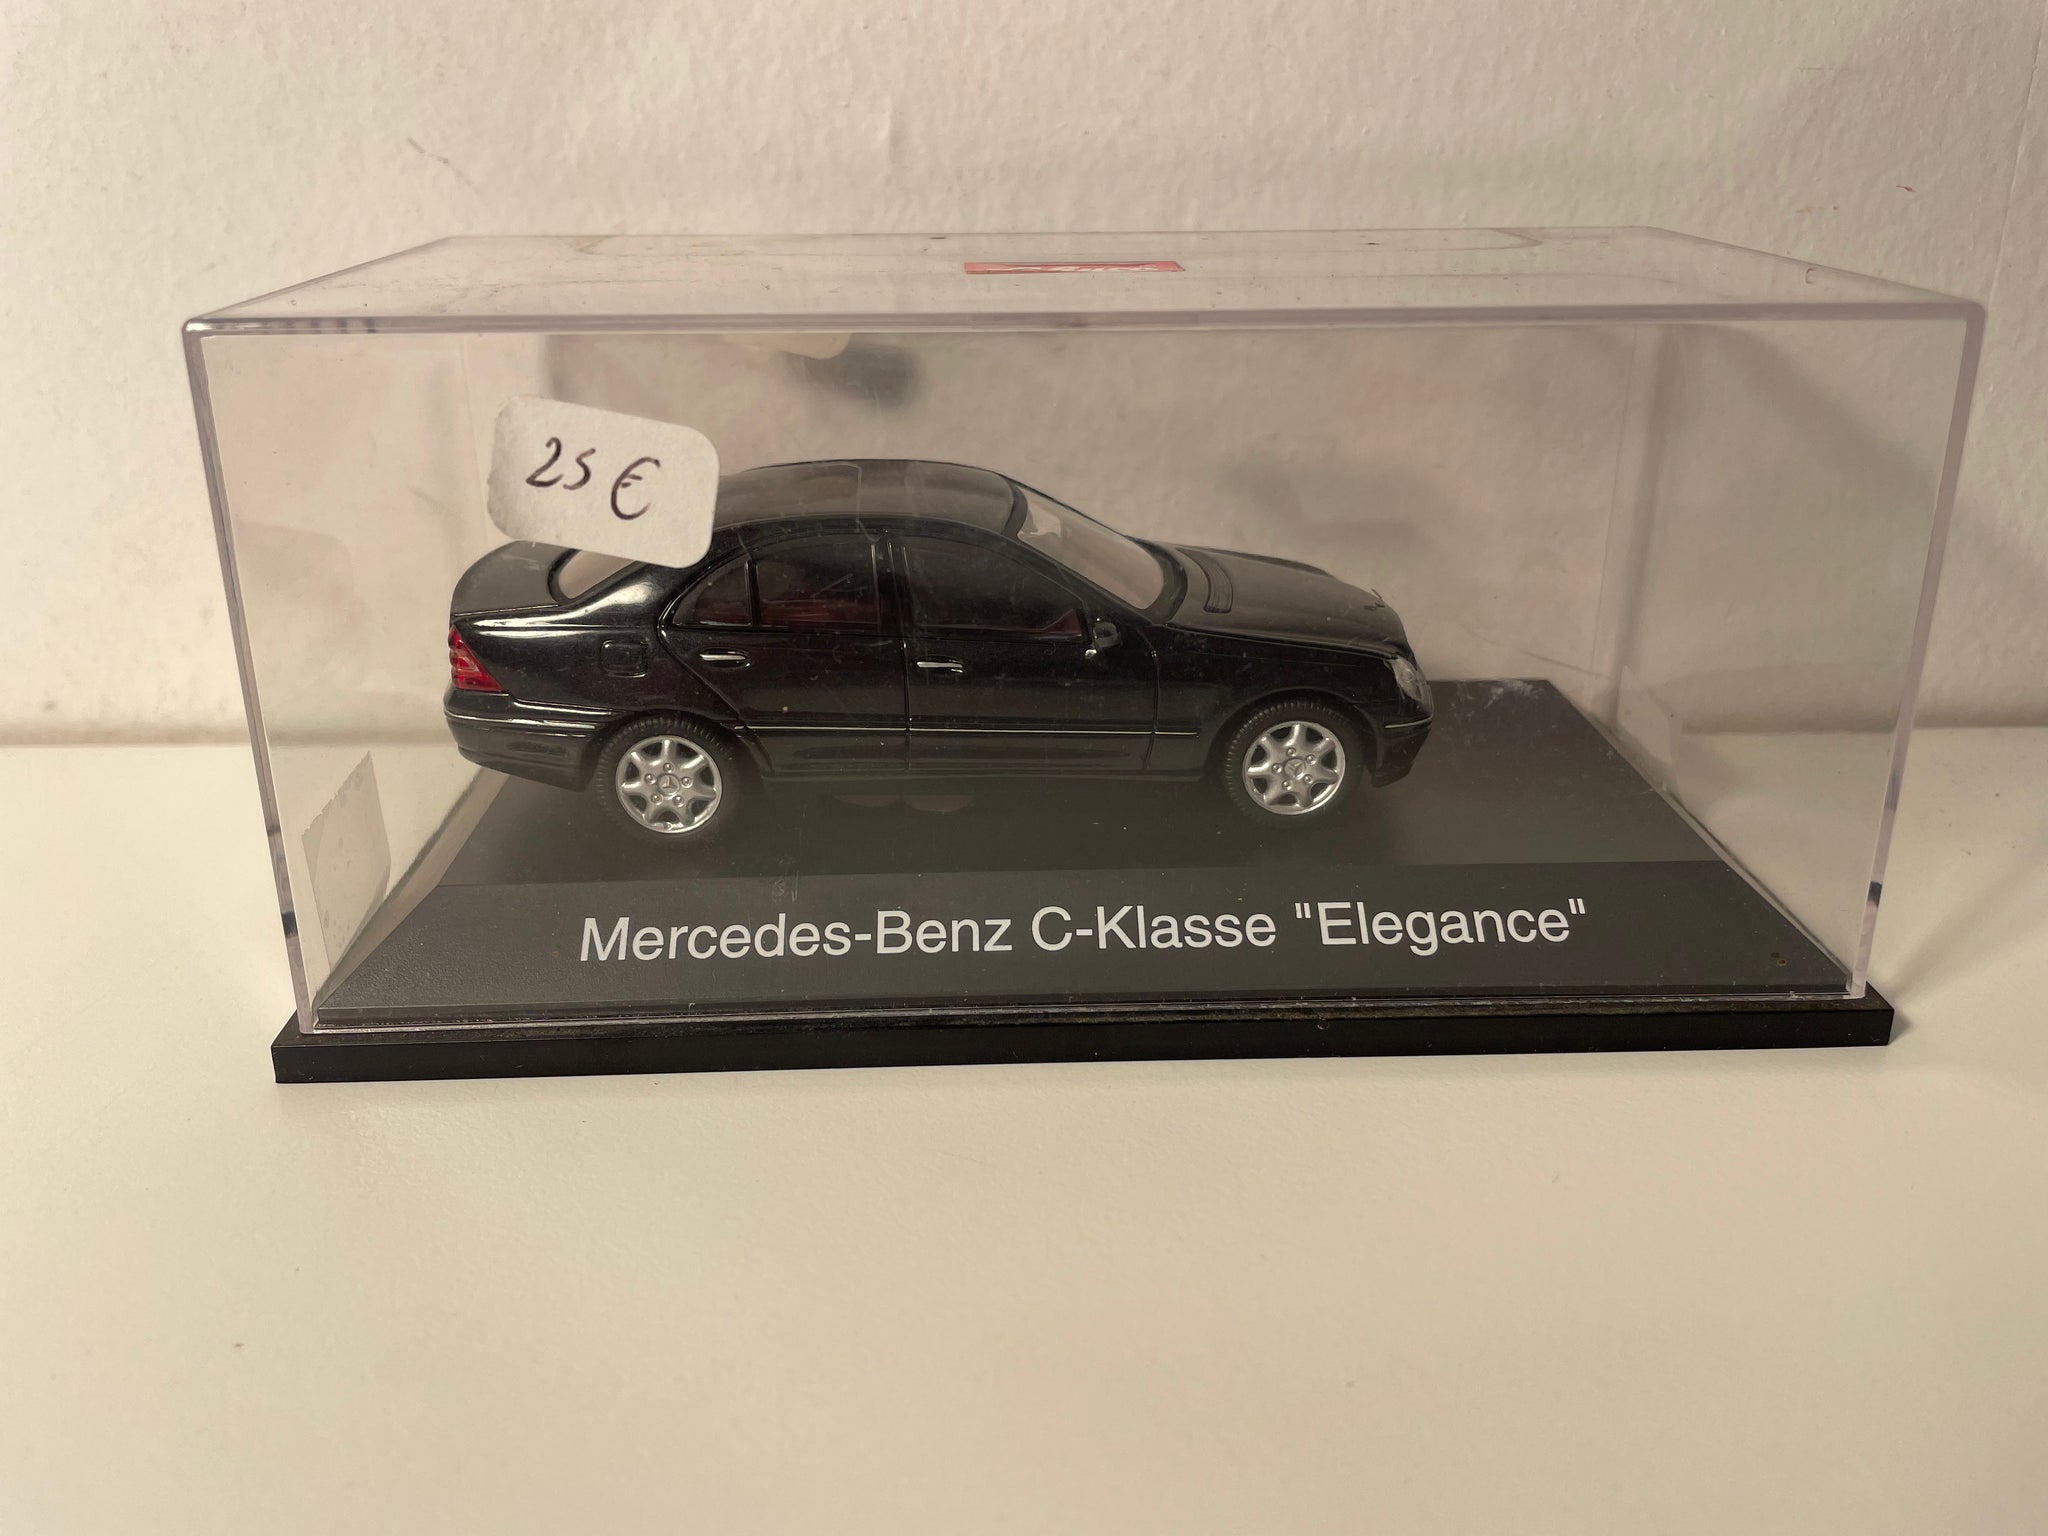 25 €
Mercedes-Benz C-Klasse "Elegance"